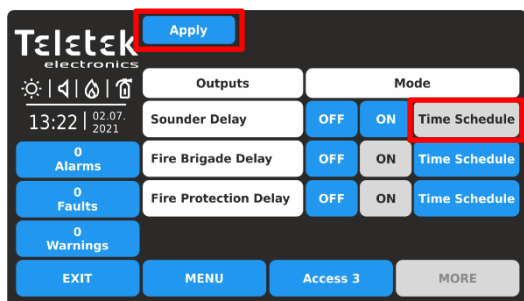 Teletek
electronics
Apply
Outputs
Mode
13:22
02.07.
2021
Sounder Delay
OFF
ON
Time Schedule
0
Alarms
Fire Brigade Delay
OFF
ON
Time Schedule
0
Faults
Fire Protection Delay
OFF
ON
Time Schedule
0
Warnings
EXIT
MENU
Access 3
MORE